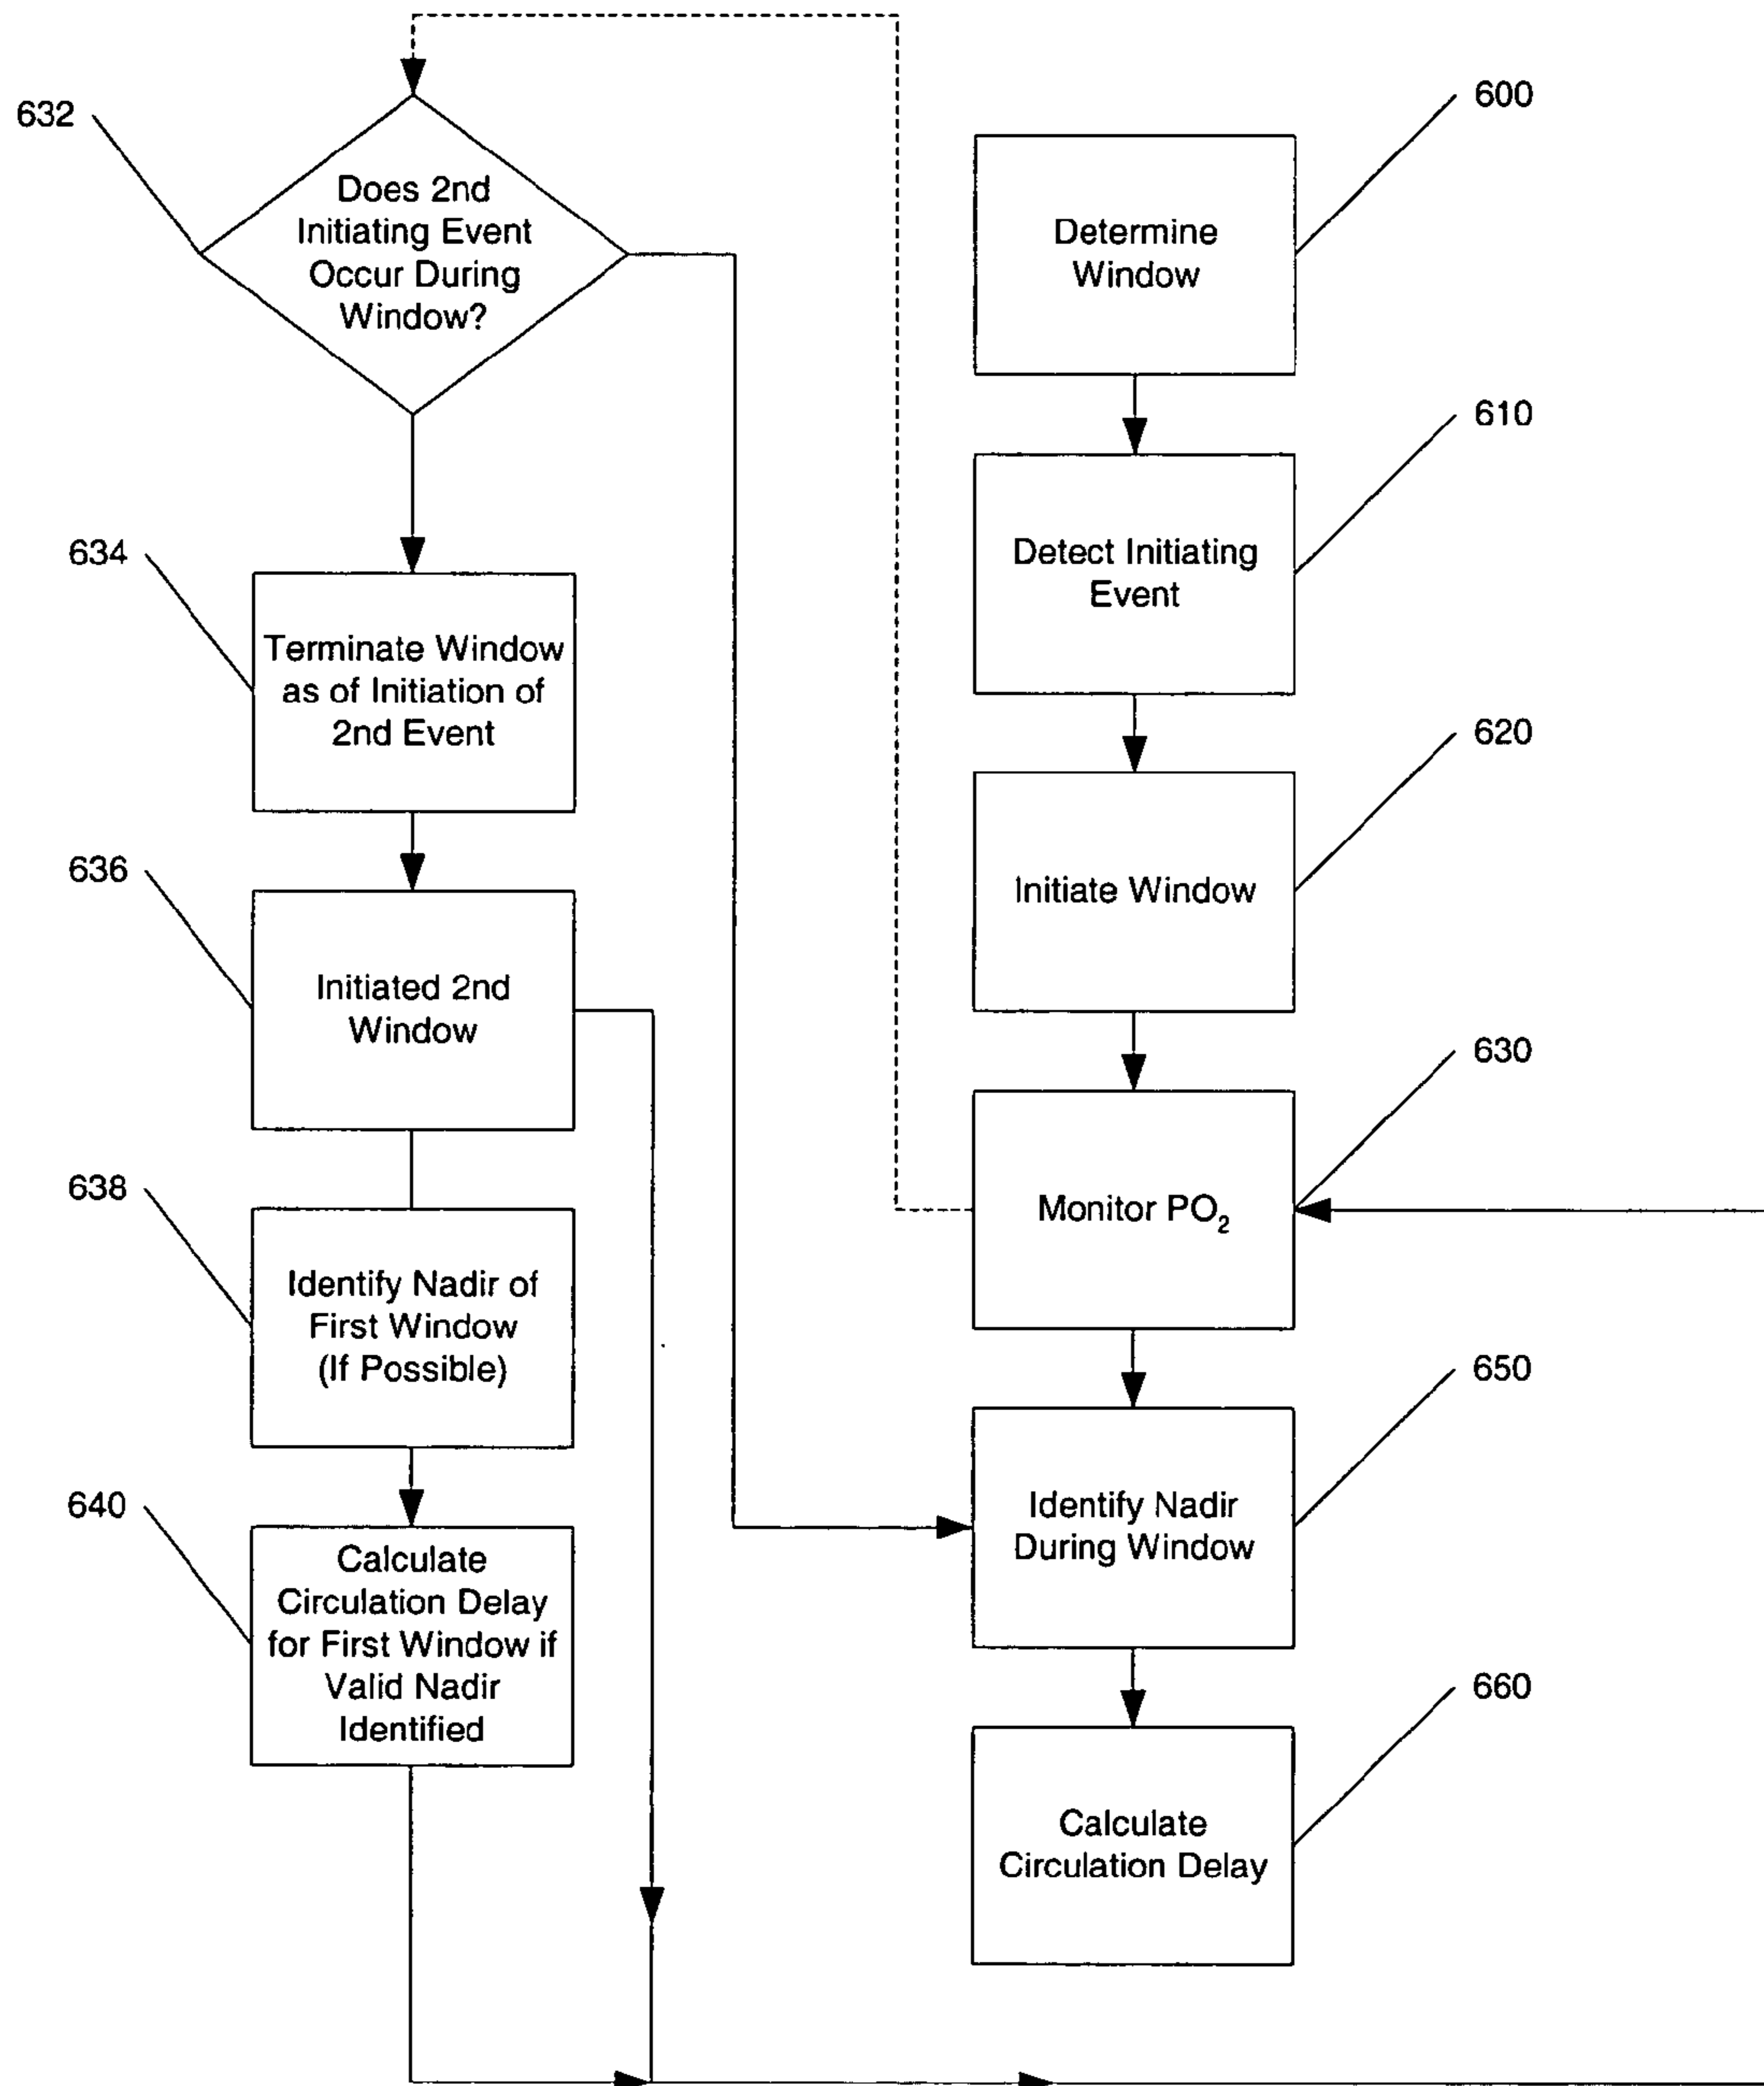 632
Does 2nd
Initiating Event
Occur During
Window?
634
Terminate Window
as of Initiation of
2nd Event
636
Initiated 2nd
Window
638
Identify Nadir of
First Window
(If Possible)
640
Calculate
Circulation Delay
for First Window if
Valid Nadir
Identified
600
Determine
Window
610
Detect Initiating
Event
620
Initiate Window
630
Monitor PO₂
650
Identify Nadir
During Window
660
Calculate
Circulation Delay